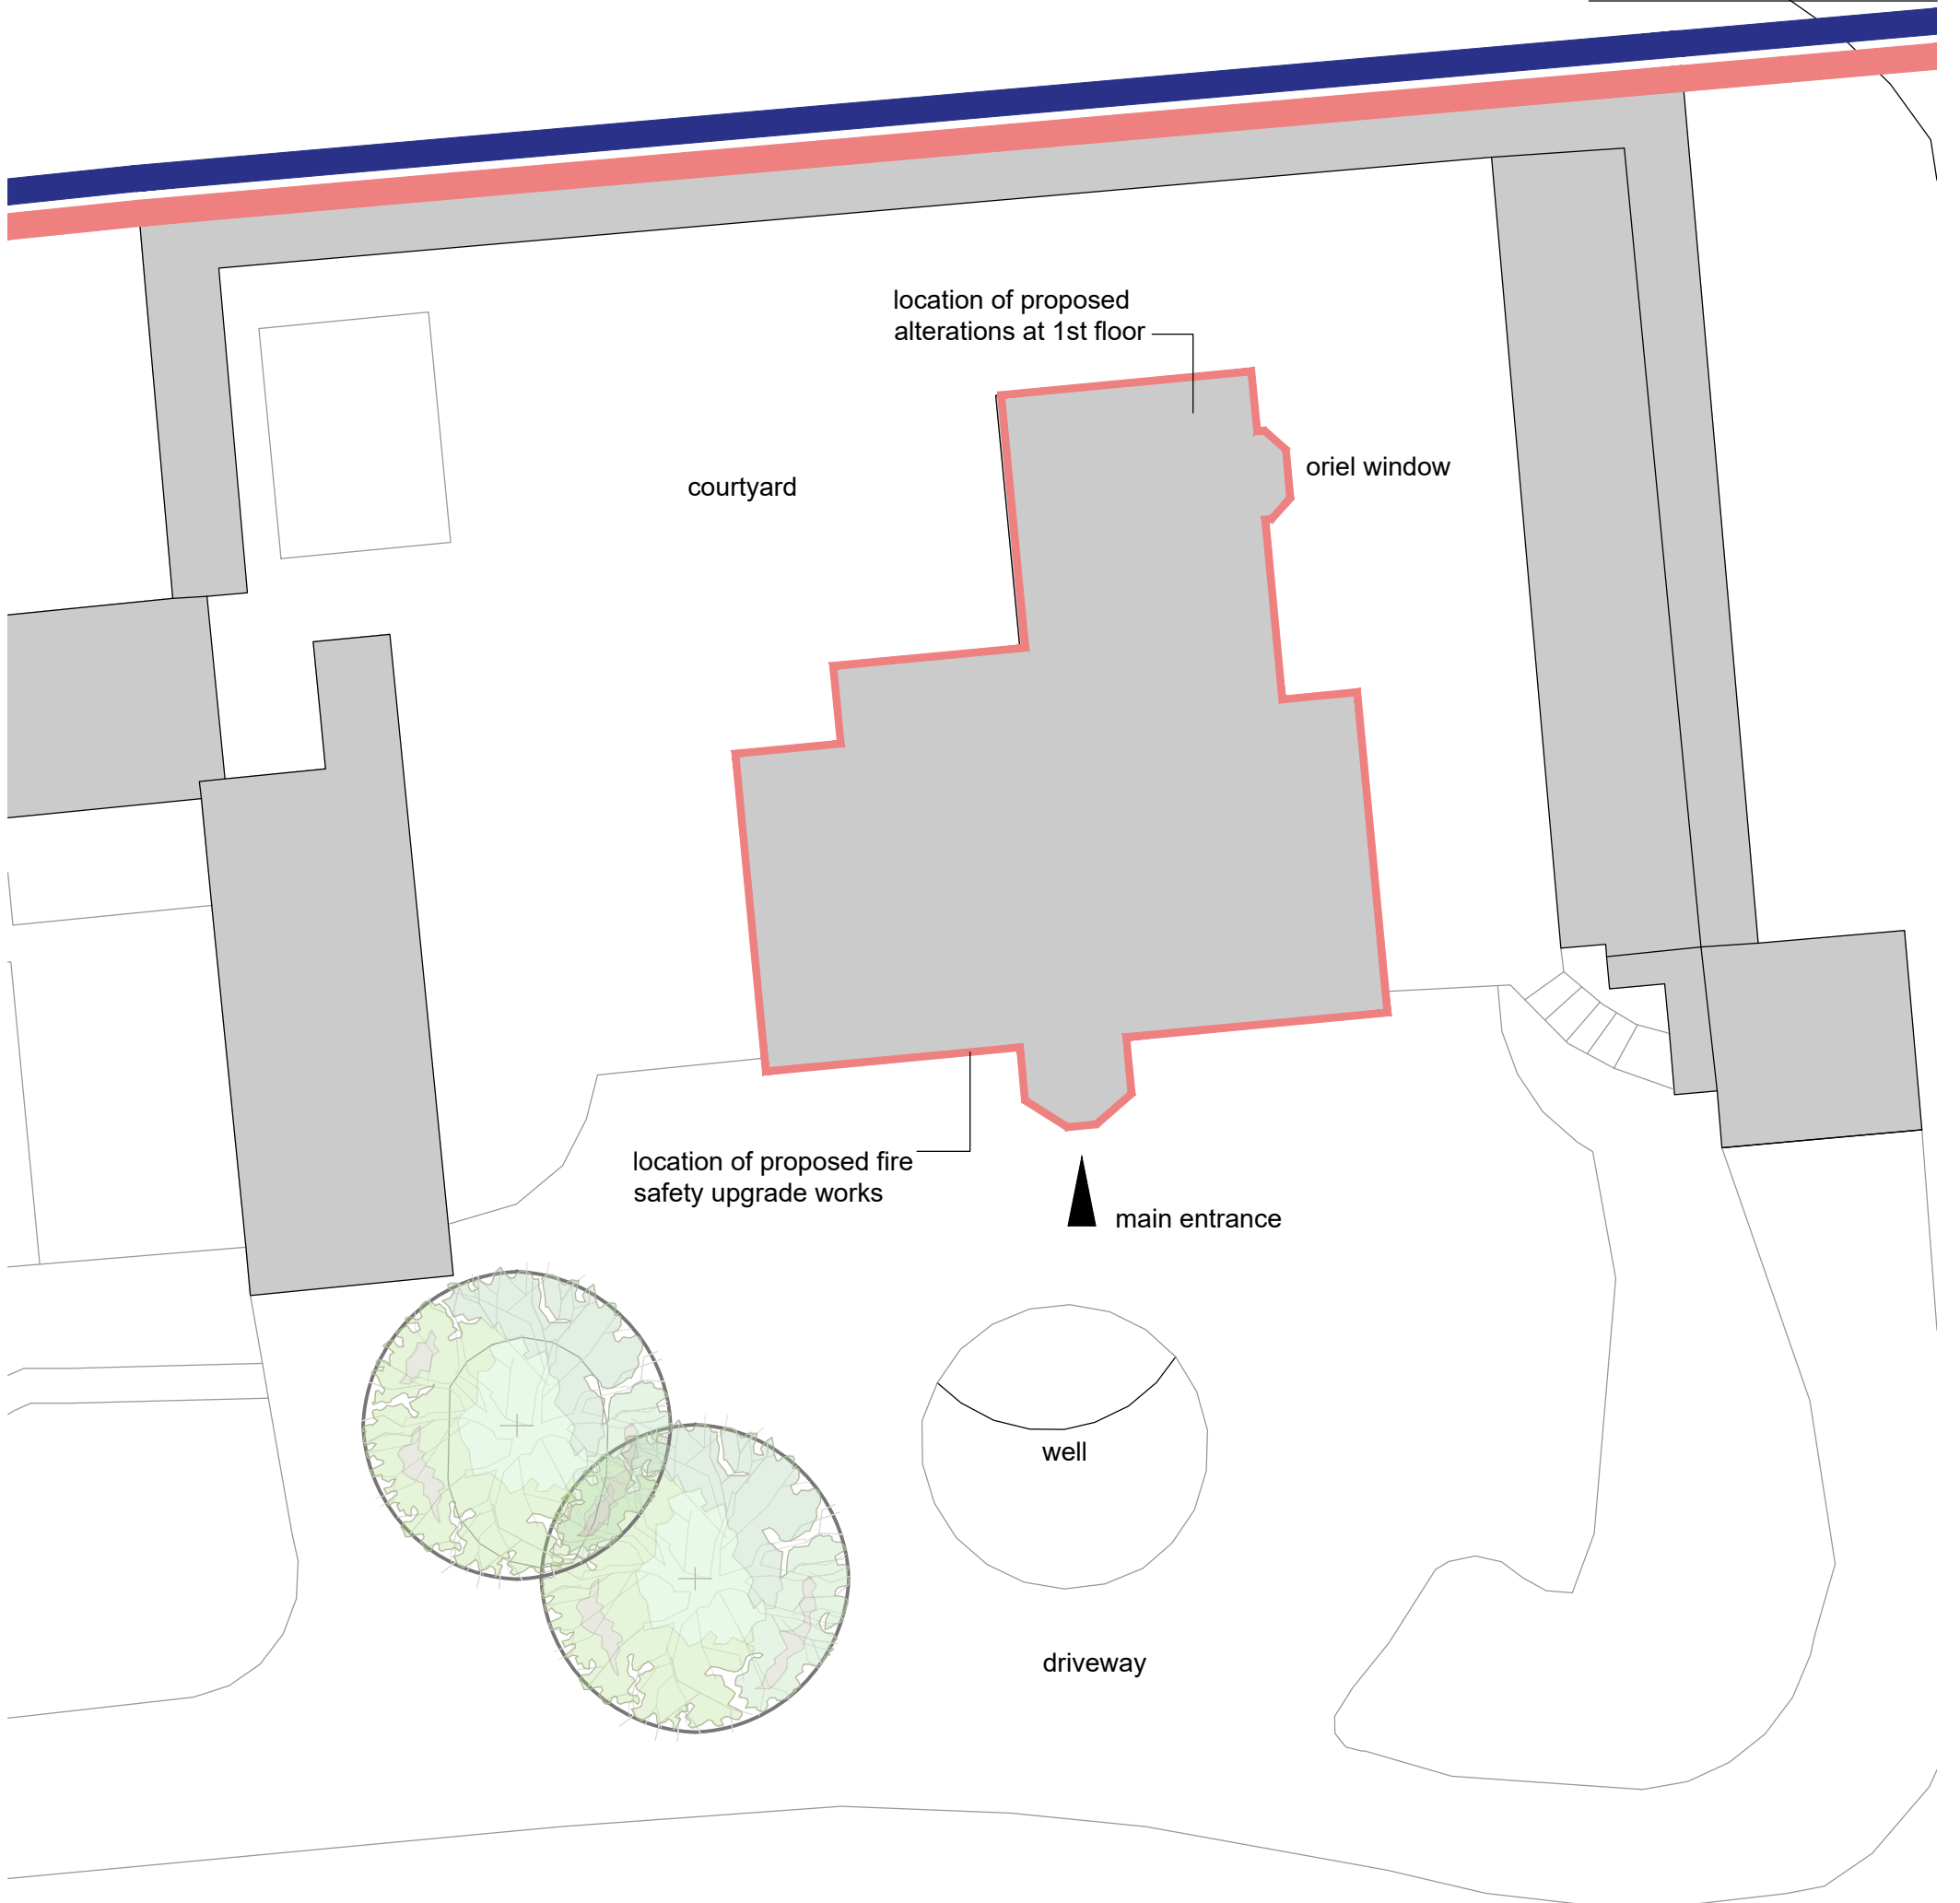 location of proposed
alterations at 1st floor
oriel window
courtyard
location of proposed fire
safety upgrade works
main entrance
well
driveway